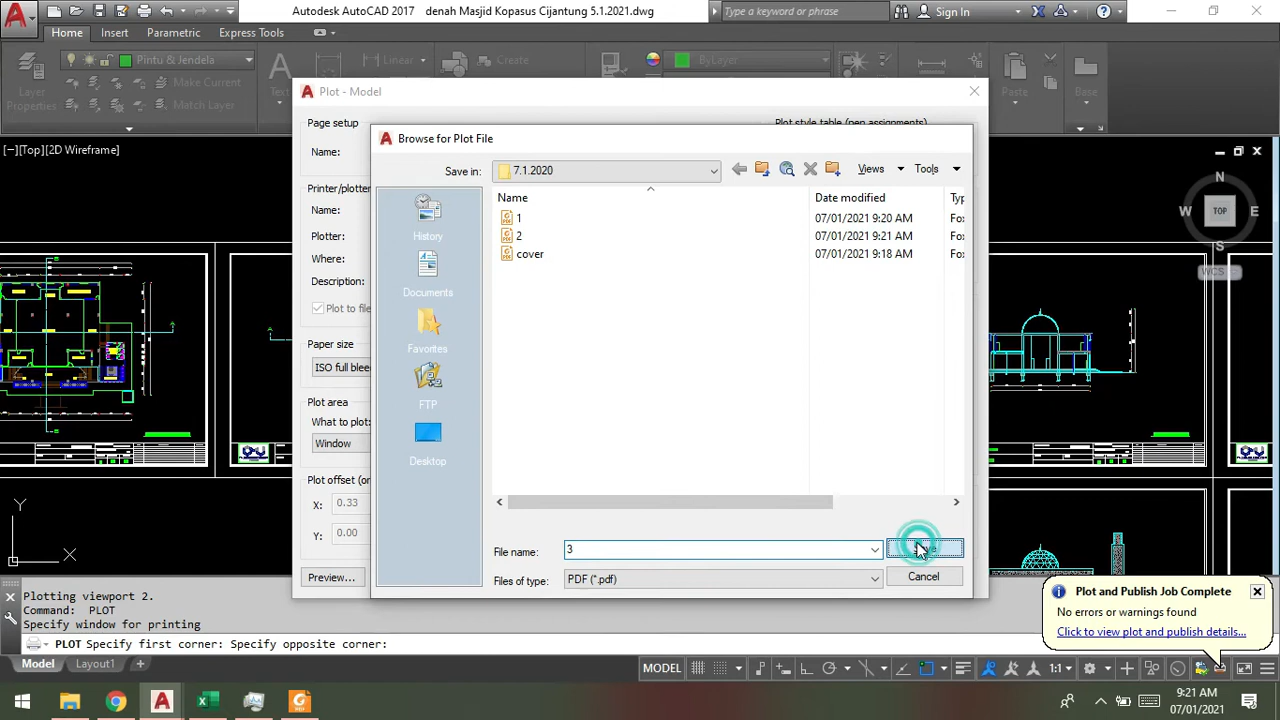 Autodesk AutoCAD 2017 denah Masjid Kopasus Cijantung 5.1.2021.dwg
Type a keyword or phrase
Sign In
Home Insert Parametric Express Tools
Pintu & Jendela
Linear
Create
ByLayer
Make Current
Match Layer
Layer Properties
Text
Paste
Base
[−][Top][2D Wireframe]
Plot - Model
Page setup
Name:
Plot style table (pen assignments)
Printer/plotter
Name:
Plotter:
Where:
Description:
Plot to file
Paper size
Plot area
What to plot:
Window
X: 0.33
Y: 0.00
Preview...
Browse for Plot File
Save in: 7.1.2020
Views
Tools
Name Date modified
1 07/01/2021 9:20 AM
2 07/01/2021 9:21 AM
cover 07/01/2021 9:18 AM
History
Documents
Favorites
FTP
Desktop
File name: 3
Files of type: PDF (*.pdf)
Cancel
N
W TOP E
S
WCS
Y
X
Plotting viewport 2.
Command: PLOT
Specify window for printing
PLOT Specify first corner: Specify opposite corner:
Plot and Publish Job Complete
No errors or warnings found
Click to view plot and publish details...
Model Layout1
MODEL
1:1
9:21 AM
07/01/2021